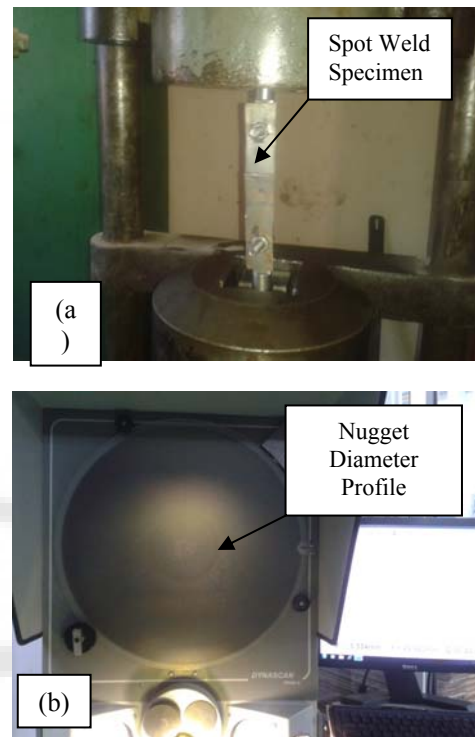 Spot Weld
Specimen
(a
)
Nugget
Diameter
Profile
DYNASCAN
(b)